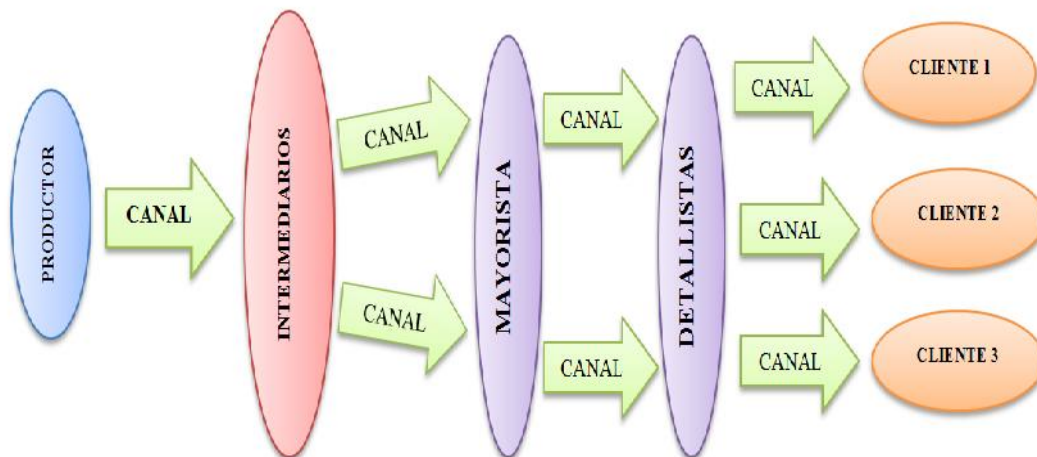 PRODUCTOR
CANAL
INTERMEDIARIOS
CANAL
CANAL
MAYORISTA
CANAL
CANAL
DETALLISTAS
CANAL
CANAL
CANAL
CLIENTE 1
CLIENTE 2
CLIENTE 3